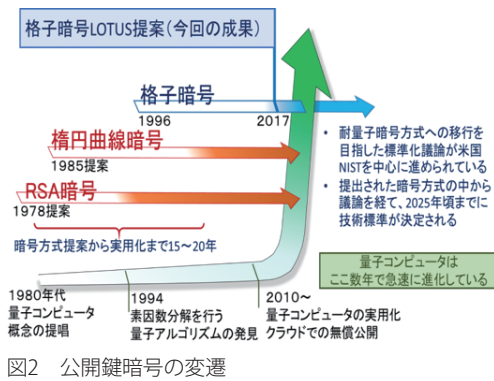 格子暗号LOTUS提案(今回の成果)
格子暗号
1996
2017
楕円曲線暗号
1985提案
RSA暗号
1978提案
暗号方式提案から実用化まで15～20年
• 耐量子暗号方式への移行を
目指した標準化議論が米国
NISTを中心に進められている
• 提出された暗号方式の中から
議論を経て、2025年頃までに
技術標準が決定される
量子コンピュータは
ここ数年で急速に進化している
1980年代
量子コンピュータ
概念の提唱
1994
素因数分解を行う
量子アルゴリズムの発見
2010～
量子コンピュータの実用化
クラウドでの無償公開
図2 公開鍵暗号の変遷